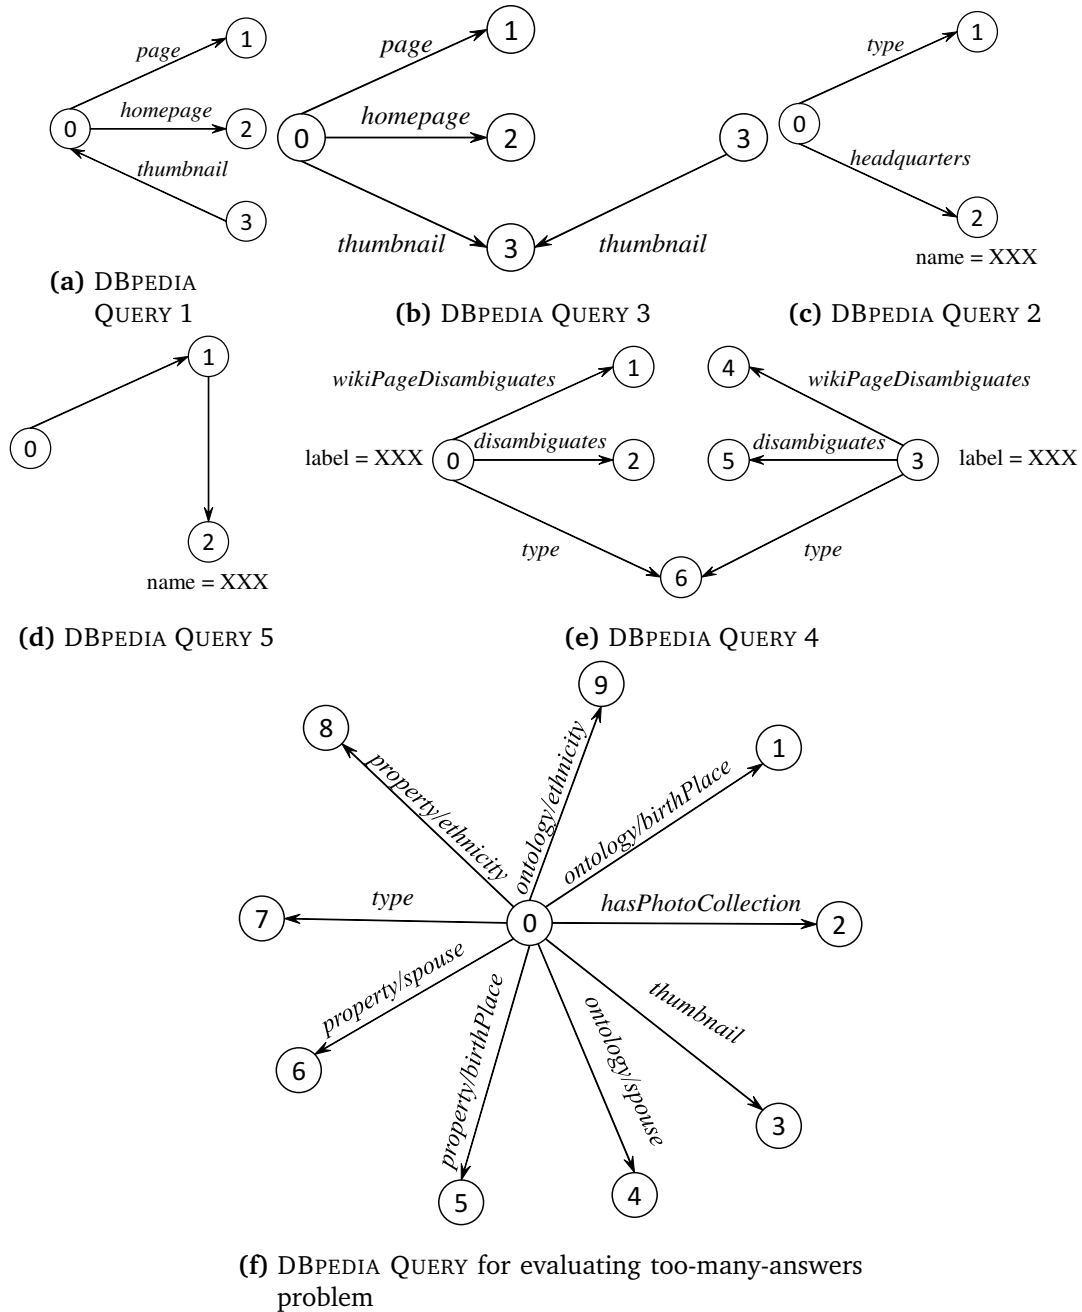 page
1
homepage
0
2
thumbnail
3
(a) DBPEDIA
QUERY 1
page
1
homepage
0
2
3
thumbnail
3
thumbnail
(b) DBPEDIA QUERY 3
type
1
0
headquarters
2
name = XXX
(c) DBPEDIA QUERY 2
1
0
2
name = XXX
(d) DBPEDIA QUERY 5
1
wikiPageDisambiguates
label = XXX
0
disambiguates
2
type
4
wikiPageDisambiguates
5
disambiguates
3
label = XXX
type
6
(e) DBPEDIA QUERY 4
9
8
1
property/ethnicity
ontology/ethnicity
ontology/birthPlace
type
7
0
hasPhotoCollection
2
property/spouse
6
property/birthPlace
5
ontology/spouse
4
thumbnail
3
(f) DBPEDIA QUERY for evaluating too-many-answers
problem